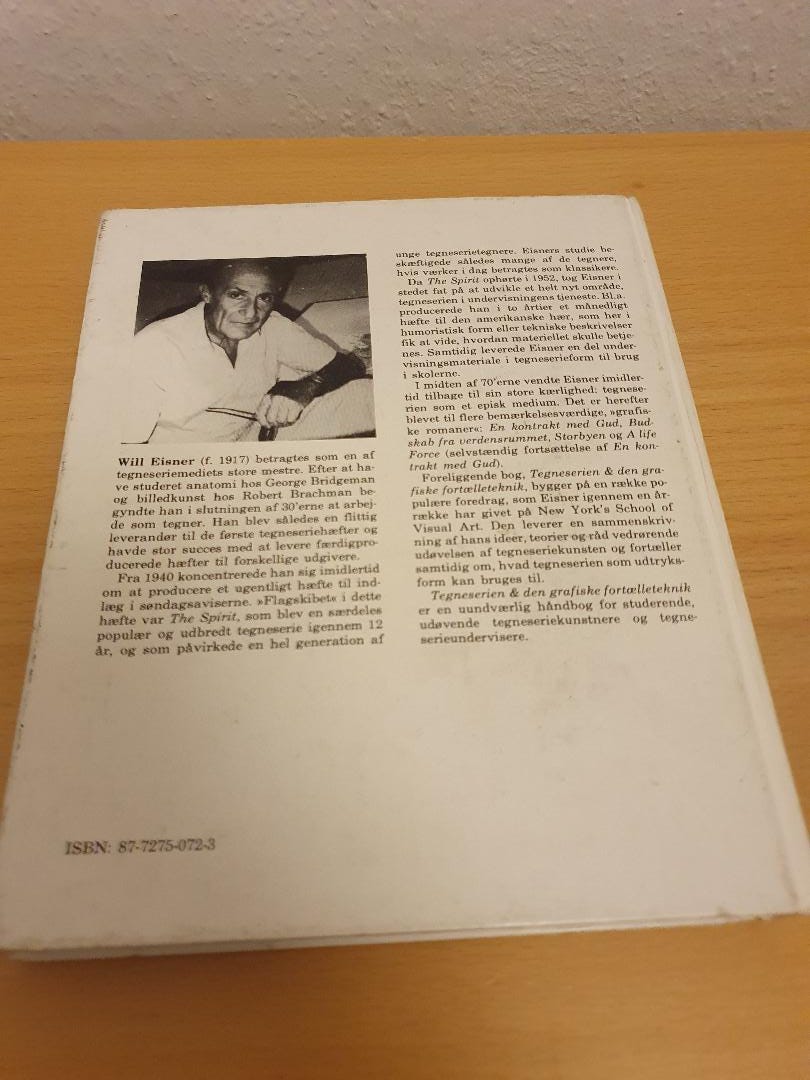 Will Eisner (f. 1917) betragtes som en af
tegneseriemediets store mestre. Efter at ha-
ve studeret anatomi hos George Bridgeman
og billedkunst hos Robert Brachman be-
gyndte han i slutningen af 30'erne at arbej-
de som tegner. Han blev således en flittig
leverandør til de første tegneseriehæfter og
havde stor succes med at levere færdigpro-
ducerede hæfter til forskellige udgivere.
Fra 1940 koncentrerede han sig imidlertid
om at producere et ugentligt hæfte til ind-
læg i søndagsaviserne. »Flagskibet« i dette
hæfte var The Spirit, som blev en særdeles
populær og udbredt tegneserie igennem 12
år, og som påvirkede en hel generation af
unge tegneserietegnere. Eisners studie be-
skæftigede således mange af de tegnere,
hvis værker i dag betragtes som klassikere.
Da The Spirit ophørte i 1952, tog Eisner i
stedet fat på at udvikle et helt nyt område,
tegneserien i undervisningens tjeneste. Bl.a.
producerede han i to årtier et månedligt
hæfte til den amerikanske hær, som her i
humoristisk form eller tekniske beskrivelser
fik at vide, hvordan materiellet skulle betje-
nes. Samtidig leverede Eisner en del under-
visningsmateriale i tegneserieform til brug
i skolerne.
I midten af 70'erne vendte Eisner imidler-
tid tilbage til sin store kærlighed: tegnese-
rien som et episk medium. Det er herefter
blevet til flere bemærkelsesværdige, »grafis-
ke romaner«: En kontrakt med Gud, Bud-
skab fra verdensrummet, Storbyen og A life
Force (selvstændig fortsættelse af En kon-
trakt med Gud).
Foreliggende bog, Tegneserien & den gra-
fiske fortælleteknik, bygger på en række po-
pulære foredrag, som Eisner igennem en år-
række har givet på New York's School of
Visual Art. Den leverer en sammenskriv-
ning af hans ideer, teorier og råd vedrørende
udøvelsen af tegneseriekunsten og fortæller
samtidig om, hvad tegneserien som udtryks-
form kan bruges til.
Tegneserien & den grafiske fortælleteknik
er en uundværlig håndbog for studerende,
udøvende tegneseriekunstnere og tegne-
serieundervisere.
ISBN: 87-7275-072-3